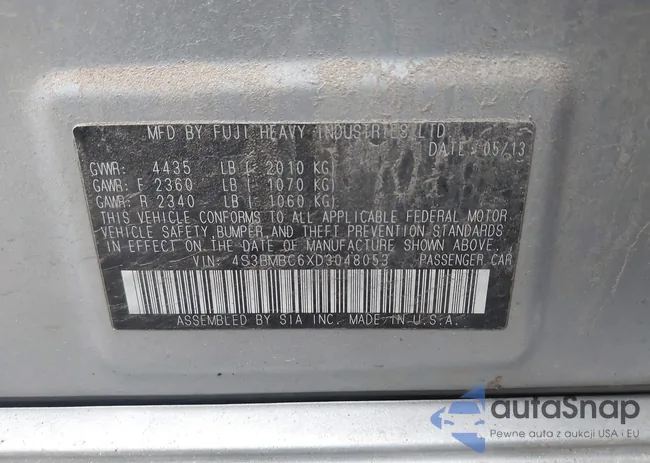 MFD BY FUJI HEAVY INDUSTRIES LTD.
DATE: 05/13
GVWR: 4435 LB ( 2010 KG)
GAWR: F 2360 LB ( 1070 KG)
GAWR: R 2340 LB ( 1060 KG)
THIS VEHICLE CONFORMS TO ALL APPLICABLE FEDERAL MOTOR
VEHICLE SAFETY, BUMPER, AND THEFT PREVENTION STANDARDS
IN EFFECT ON THE DATE OF MANUFACTURE SHOWN ABOVE.
VIN: 4S3BMBC6XD3048053 PASSENGER CAR
ASSEMBLED BY SIA INC. MADE IN U.S.A.
autaSnap
Pewne auta z aukcji USA i EU